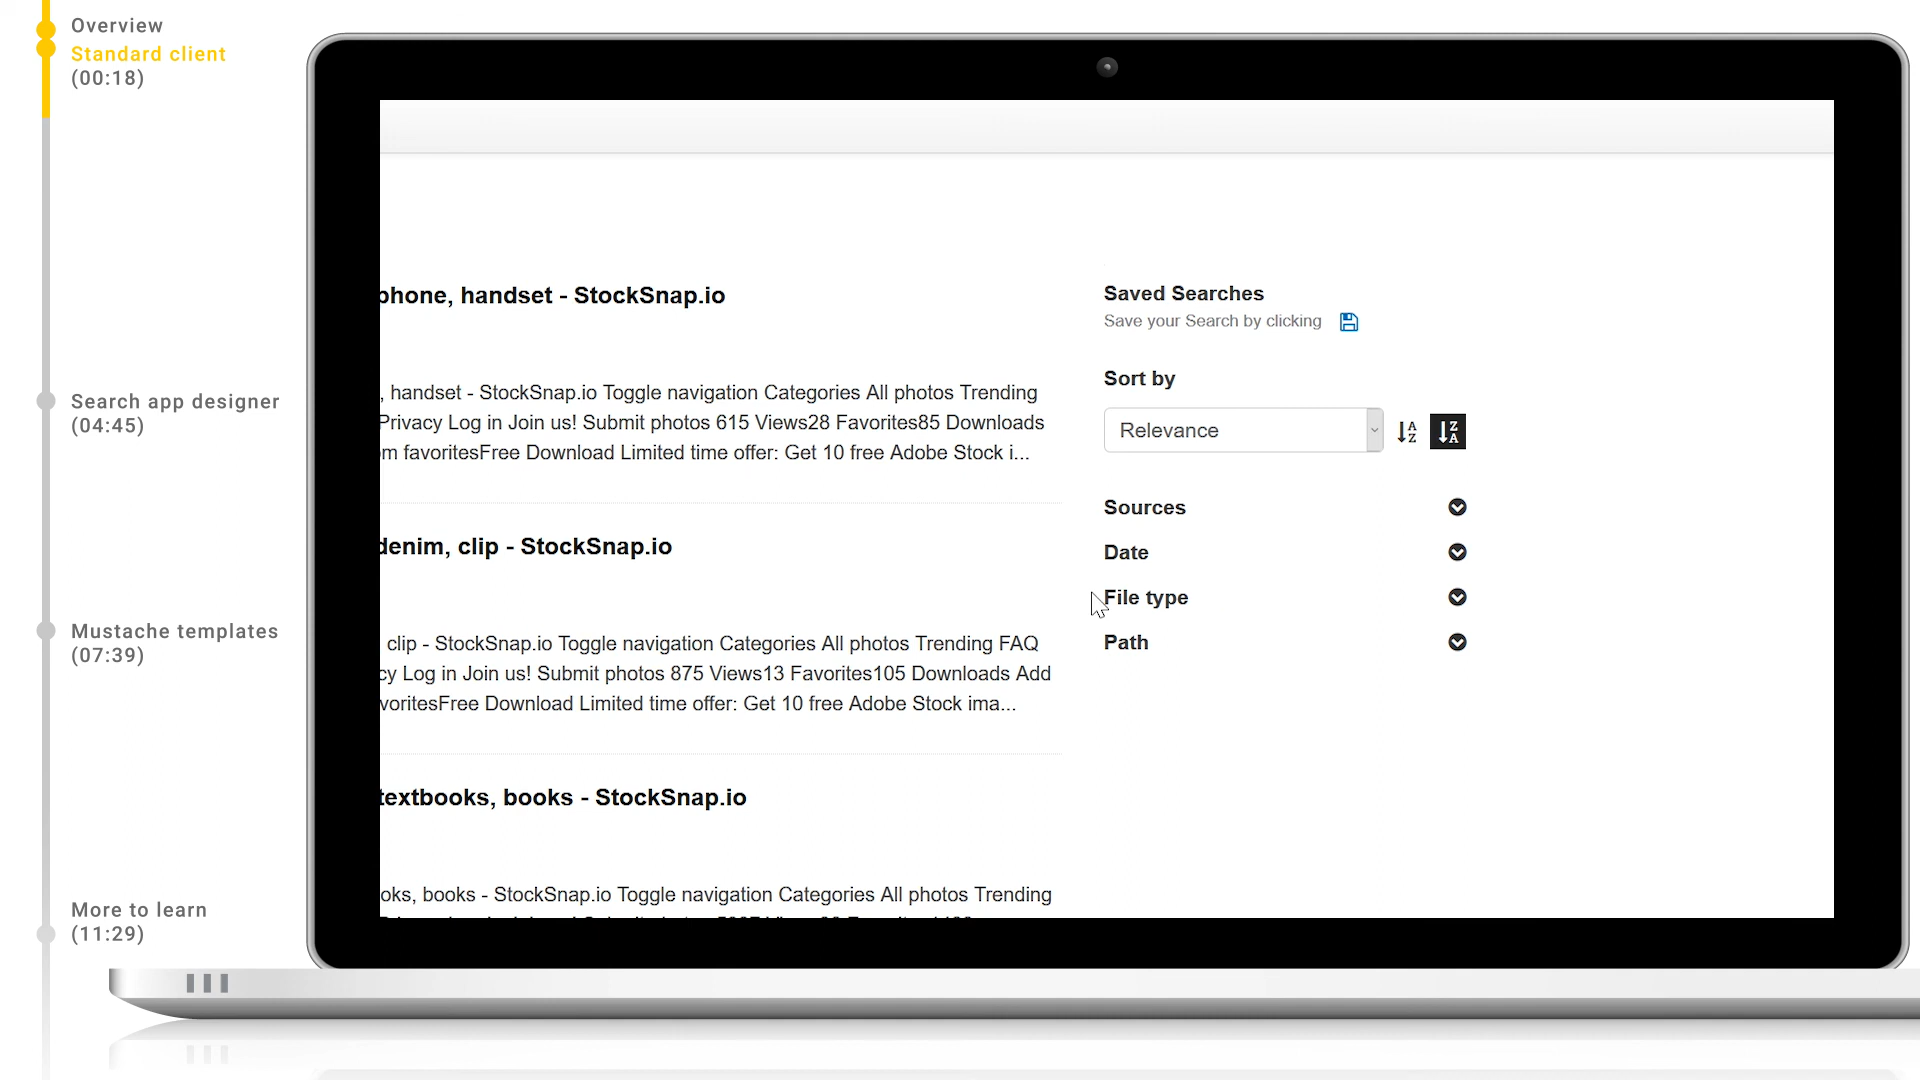 Overview
Standard client
(00:18)
Search app designer
(04:45)
Mustache templates
(07:39)
More to learn
(11:29)
phone, handset - StockSnap.io
, handset - StockSnap.io Toggle navigation Categories All photos Trending
Privacy Log in Join us! Submit photos 615 Views28 Favorites85 Downloads
om favoritesFree Download Limited time offer: Get 10 free Adobe Stock i...
denim, clip - StockSnap.io
clip - StockSnap.io Toggle navigation Categories All photos Trending FAQ
cy Log in Join us! Submit photos 875 Views13 Favorites105 Downloads Add
voritesFree Download Limited time offer: Get 10 free Adobe Stock ima...
textbooks, books - StockSnap.io
oks, books - StockSnap.io Toggle navigation Categories All photos Trending
Saved Searches
Save your Search by clicking
Sort by
Relevance
Sources
Date
File type
Path